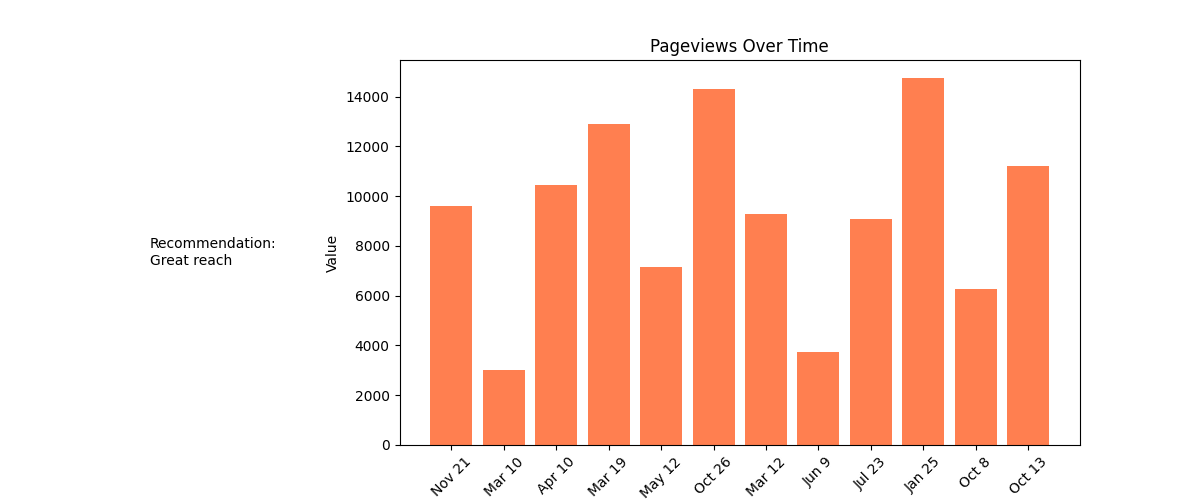 Pageviews Over Time
Recommendation:
Great reach
Value
14000
12000
10000
8000
6000
4000
2000
0
Nov 21
Mar 10
Apr 10
Mar 19
May 12
Oct 26
Mar 12
Jun 9
Jul 23
Jan 25
Oct 8
Oct 13